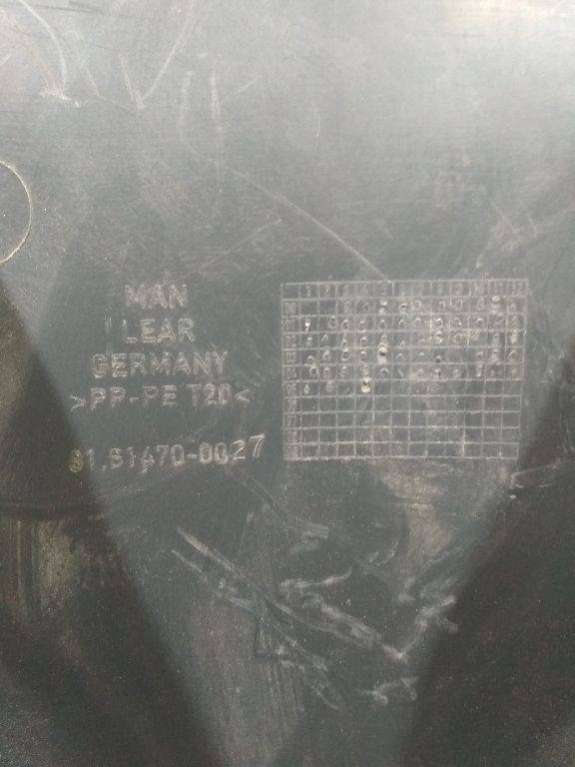 MAN
LEAR
GERMANY
>PP-PE T20<
81.61470-0027